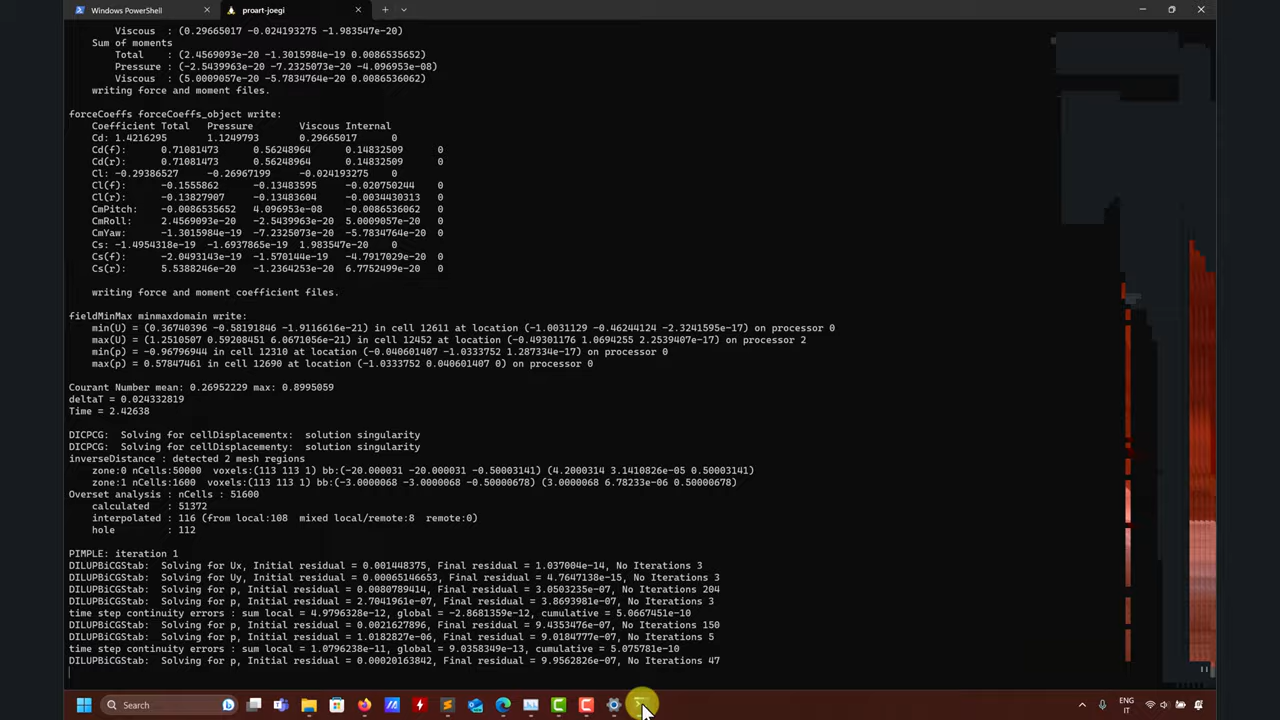 Windows PowerShell
proart-joegi
Viscous : (0.29665017 -0.024193275 -1.983547e-20)
Sum of moments
Total : (2.4569093e-20 -1.3015984e-19 0.0086535652)
Pressure : (-2.5439963e-20 -7.2325073e-20 -4.096953e-08)
Viscous : (5.0009057e-20 -5.7834764e-20 0.0086536062)
writing force and moment files.
forceCoeffs forceCoeffs_object write:
Coefficient Total Pressure Viscous Internal
Cd: 1.4216295 1.1249793 0.29665017 0
Cd(f): 0.71081473 0.56248964 0.14832509 0
Cd(r): 0.71081473 0.56248964 0.14832509 0
Cl: -0.29386527 -0.26967199 -0.024193275 0
Cl(f): -0.1555862 -0.13483595 -0.020750244 0
Cl(r): -0.13827907 -0.13483604 -0.0034430313 0
CmPitch: -0.0086535652 4.096953e-08 -0.0086536062 0
CmRoll: 2.4569093e-20 -2.5439963e-20 5.0009057e-20 0
CmYaw: -1.3015984e-19 -7.2325073e-20 -5.7834764e-20 0
Cs: -1.4954318e-19 -1.6937865e-19 1.983547e-20 0
Cs(f): -2.0493143e-19 -1.570144e-19 -4.7917029e-20 0
Cs(r): 5.5388246e-20 -1.2364253e-20 6.7752499e-20 0
writing force and moment coefficient files.
fieldMinMax minmaxdomain write:
min(U) = (0.36740396 -0.58191846 -1.9116616e-21) in cell 12611 at location (-1.0031129 -0.46244124 -2.3241595e-17) on processor 0
max(U) = (1.2510507 0.59208451 6.0671056e-21) in cell 12452 at location (-0.49301176 1.0694255 2.2539407e-17) on processor 2
min(p) = -0.96796944 in cell 12310 at location (-0.040601407 -1.0333752 1.287334e-17) on processor 0
max(p) = 0.57847461 in cell 12690 at location (-1.0333752 0.040601407 0) on processor 0
Courant Number mean: 0.26952229 max: 0.8995059
deltaT = 0.024332819
Time = 2.42638
DICPCG: Solving for cellDisplacementx: solution singularity
DICPCG: Solving for cellDisplacementy: solution singularity
inverseDistance : detected 2 mesh regions
zone:0 nCells:50000 voxels:(113 113 1) bb:(-20.000031 -20.000031 -0.50003141) (4.2000314 3.1410826e-05 0.50003141)
zone:1 nCells:1600 voxels:(113 113 1) bb:(-3.0000068 -3.0000068 -0.50000678) (3.0000068 6.78233e-06 0.50000678)
Overset analysis : nCells : 51600
calculated : 51372
interpolated : 116 (from local:108 mixed local/remote:8 remote:0)
hole : 112
PIMPLE: iteration 1
DILUPBiCGStab: Solving for Ux, Initial residual = 0.001448375, Final residual = 1.037004e-14, No Iterations 3
DILUPBiCGStab: Solving for Uy, Initial residual = 0.00065146653, Final residual = 4.7647138e-15, No Iterations 3
DILUPBiCGStab: Solving for p, Initial residual = 0.0080789414, Final residual = 3.0503235e-07, No Iterations 204
DILUPBiCGStab: Solving for p, Initial residual = 2.7041967e-07, Final residual = 3.8693981e-07, No Iterations 3
time step continuity errors : sum local = 4.9796328e-12, global = -2.8681359e-12, cumulative = 5.0667451e-10
DILUPBiCGStab: Solving for p, Initial residual = 0.0021627896, Final residual = 9.4353476e-07, No Iterations 150
DILUPBiCGStab: Solving for p, Initial residual = 1.0182827e-06, Final residual = 9.0184777e-07, No Iterations 5
time step continuity errors : sum local = 1.0796238e-11, global = 9.0358349e-13, cumulative = 5.075781e-10
DILUPBiCGStab: Solving for p, Initial residual = 0.00020163842, Final residual = 9.9562826e-07, No Iterations 47
Search
ENG
IT